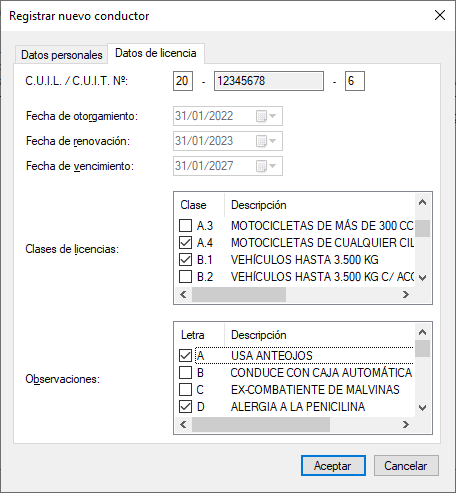 Registrar nuevo conductor
Datos personales Datos de licencia
C.U.I.L. / C.U.I.T. Nº: 20 - 12345678 - 6
Fecha de otorgamiento: 31/01/2022
Fecha de renovación: 31/01/2023
Fecha de vencimiento: 31/01/2027
Clases de licencias:
Clase Descripción
A.3 MOTOCICLETAS DE MÁS DE 300 CC
A.4 MOTOCICLETAS DE CUALQUIER CIL
B.1 VEHÍCULOS HASTA 3.500 KG
B.2 VEHÍCULOS HASTA 3.500 KG C/ ACO
Observaciones:
Letra Descripción
A USA ANTEOJOS
B CONDUCE CON CAJA AUTOMÁTICA
C EX-COMBATIENTE DE MALVINAS
D ALERGIA A LA PENICILINA
Aceptar Cancelar